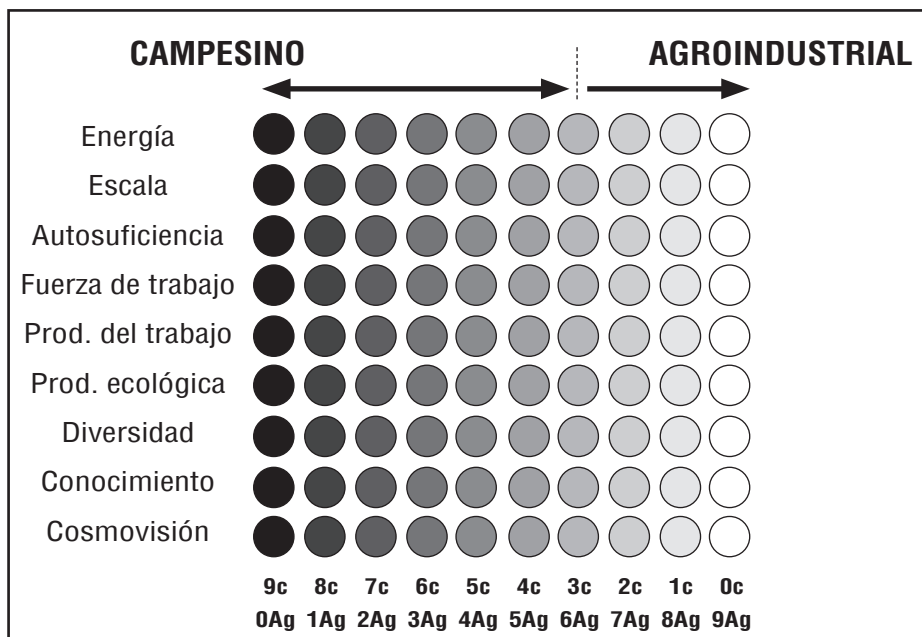 CAMPESINO AGROINDUSTRIAL
Energía
Escala
Autosuficiencia
Fuerza de trabajo
Prod. del trabajo
Prod. ecológica
Diversidad
Conocimiento
Cosmovisión
9c 8c 7c 6c 5c 4c 3c 2c 1c 0c
0Ag 1Ag 2Ag 3Ag 4Ag 5Ag 6Ag 7Ag 8Ag 9Ag